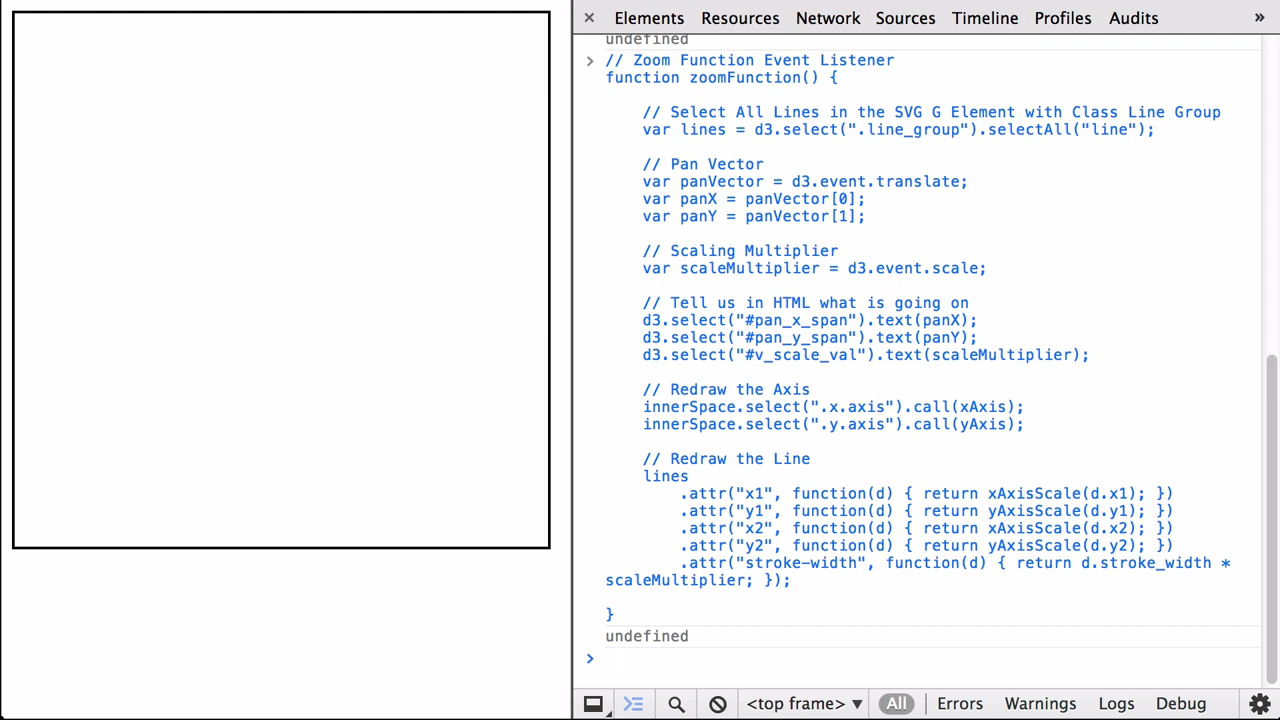 × Elements Resources Network Sources Timeline Profiles Audits »
undefined
> // Zoom Function Event Listener
function zoomFunction() {
// Select All Lines in the SVG G Element with Class Line Group
var lines = d3.select(".line_group").selectAll("line");
// Pan Vector
var panVector = d3.event.translate;
var panX = panVector[0];
var panY = panVector[1];
// Scaling Multiplier
var scaleMultiplier = d3.event.scale;
// Tell us in HTML what is going on
d3.select("#pan_x_span").text(panX);
d3.select("#pan_y_span").text(panY);
d3.select("#v_scale_val").text(scaleMultiplier);
// Redraw the Axis
innerSpace.select(".x.axis").call(xAxis);
innerSpace.select(".y.axis").call(yAxis);
// Redraw the Line
lines
.attr("x1", function(d) { return xAxisScale(d.x1); })
.attr("y1", function(d) { return yAxisScale(d.y1); })
.attr("x2", function(d) { return xAxisScale(d.x2); })
.attr("y2", function(d) { return yAxisScale(d.y2); })
.attr("stroke-width", function(d) { return d.stroke_width *
scaleMultiplier; });
}
undefined
>
<top frame> ▼ All Errors Warnings Logs Debug